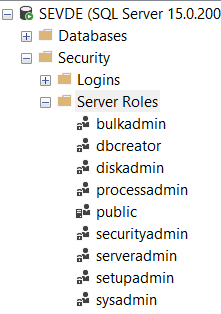 SEVDE (SQL Server 15.0.200
Databases
Security
Logins
Server Roles
bulkadmin
dbcreator
diskadmin
processadmin
public
securityadmin
serveradmin
setupadmin
sysadmin